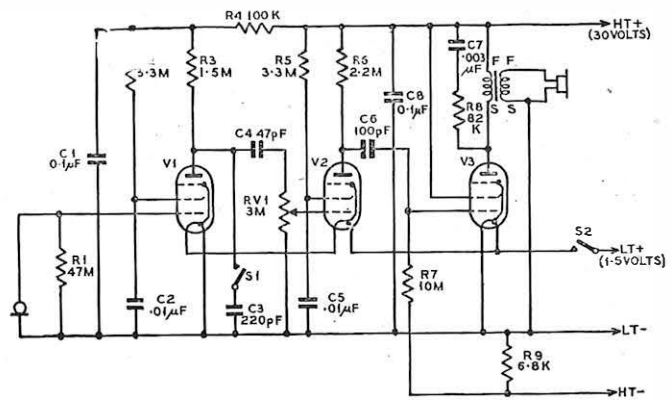 R4 100K
HT+
(30VOLTS)
R3
1.5M
R5
3.3M
R6
2.2M
C7
.003
µF
F F
3.3M
C8
0.1µF
R8
82
K
S S
C4 47pF
C6
100pF
C1
0.1µF
V1
V2
V3
RV1
3M
S2
LT+
(1.5VOLTS)
R1
47M
S1
R7
10M
C2
.01µF
C3
220pF
C5
.01µF
LT-
R9
6.8K
HT-